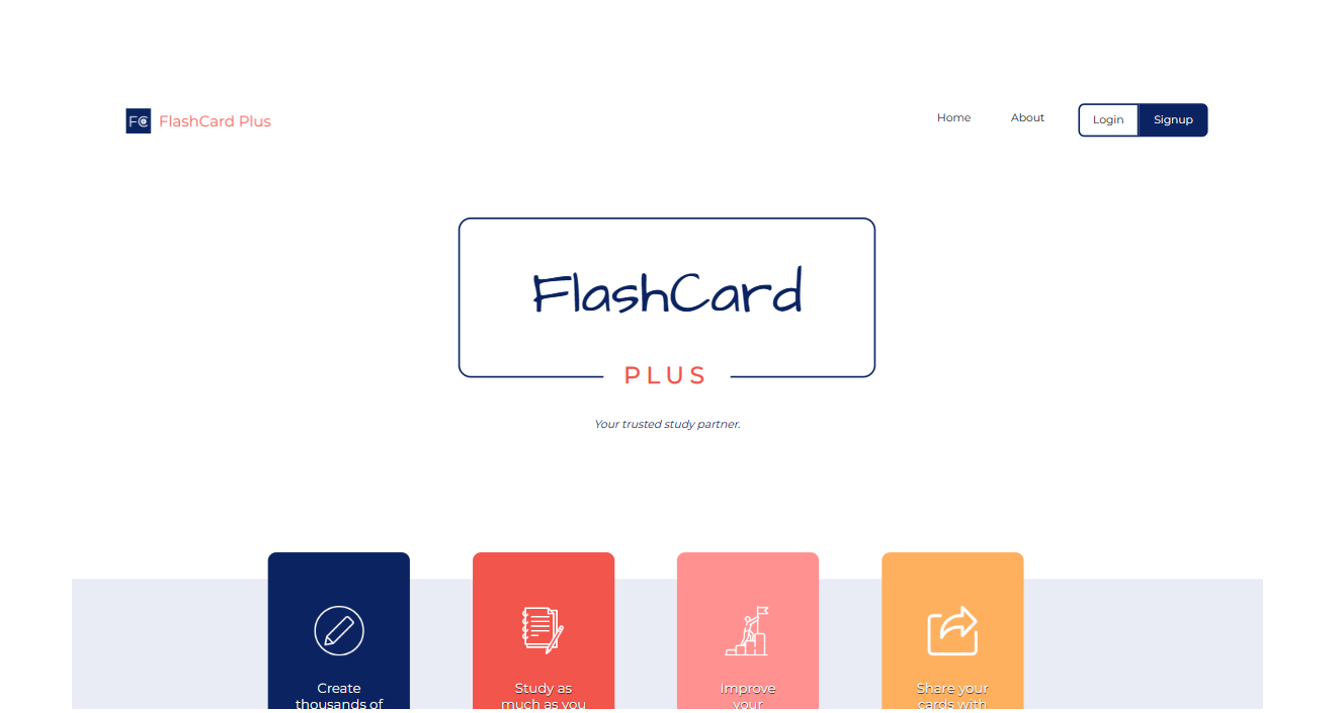 FC FlashCard Plus
Home
About
Login
Signup
FlashCard
PLUS
Your trusted study partner.
Create
thousands of
Study as
much as you
Improve
your
Share your
cards with